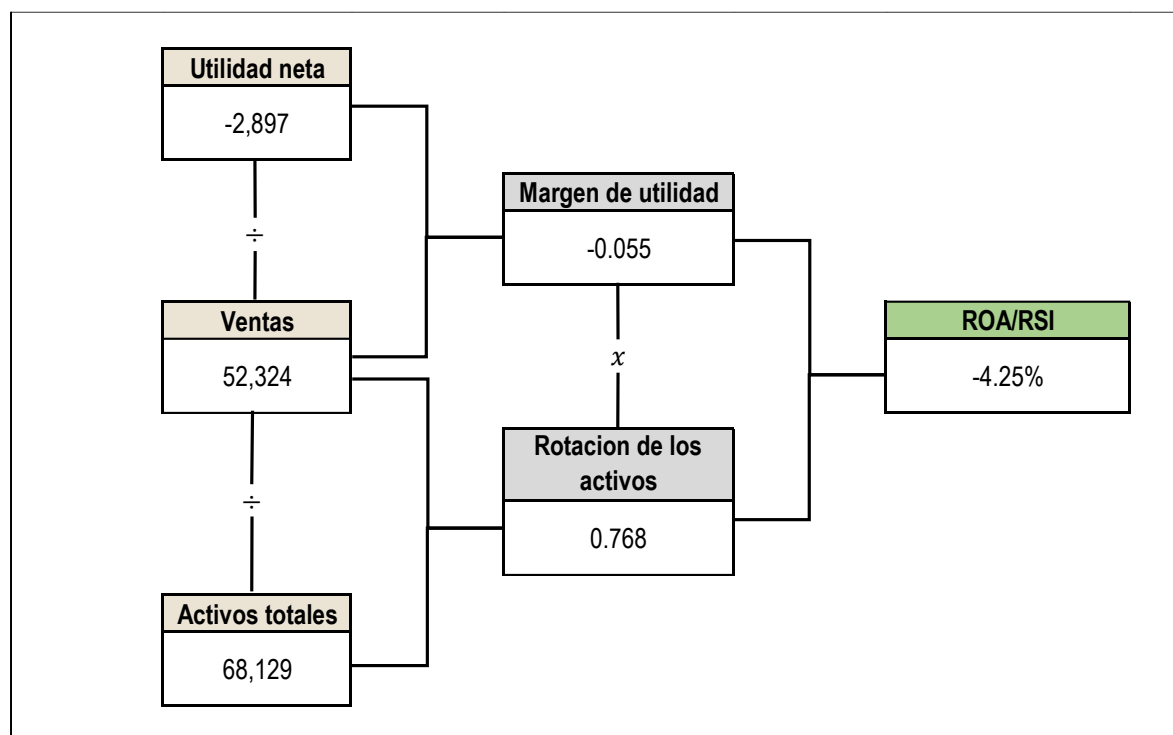 Utilidad neta
-2,897
÷
Ventas
52,324
÷
Activos totales
68,129
Margen de utilidad
-0.055
x
Rotacion de los
activos
0.768
ROA/RSI
-4.25%